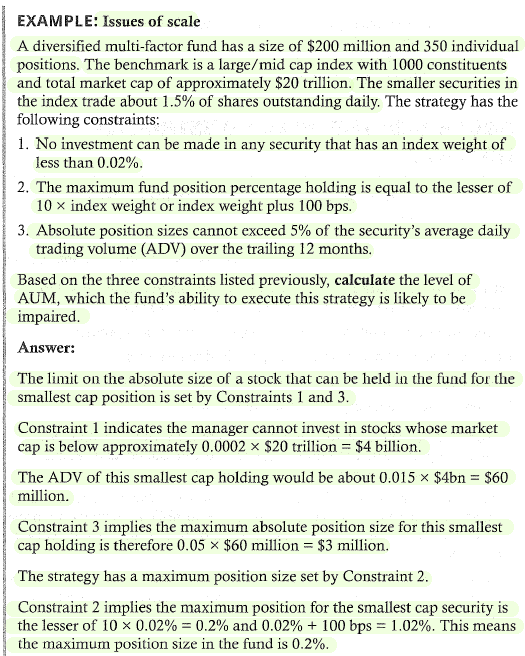 EXAMPLE: Issues of scale
A diversified multi-factor fund has a size of $200 million and 350 individual
positions. The benchmark is a large/mid cap index with 1000 constituents
and total market cap of approximately $20 trillion. The smaller securities in
the index trade about 1.5% of shares outstanding daily. The strategy has the
following constraints:
1. No investment can be made in any security that has an index weight of
less than 0.02%.
2. The maximum fund position percentage holding is equal to the lesser of
10 × index weight or index weight plus 100 bps.
3. Absolute position sizes cannot exceed 5% of the security's average daily
trading volume (ADV) over the trailing 12 months.
Based on the three constraints listed previously, calculate the level of
AUM, which the fund's ability to execute this strategy is likely to be
impaired.
Answer:
The limit on the absolute size of a stock that can be held in the fund for the
smallest cap position is set by Constraints 1 and 3.
Constraint 1 indicates the manager cannot invest in stocks whose market
cap is below approximately 0.0002 × $20 trillion = $4 billion.
The ADV of this smallest cap holding would be about 0.015 × $4bn = $60
million.
Constraint 3 implies the maximum absolute position size for this smallest
cap holding is therefore 0.05 × $60 million = $3 million.
The strategy has a maximum position size set by Constraint 2.
Constraint 2 implies the maximum position for the smallest cap security is
the lesser of 10 × 0.02% = 0.2% and 0.02% + 100 bps = 1.02%. This means
the maximum position size in the fund is 0.2%.